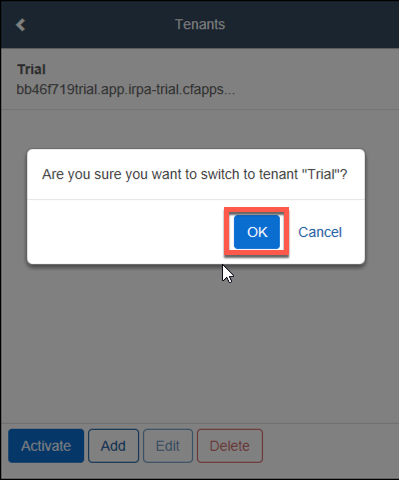 Tenants
Trial
bb46f719trial.app.irpa-trial.cfapps...
Are you sure you want to switch to tenant "Trial"?
OK Cancel
Activate Add Edit Delete